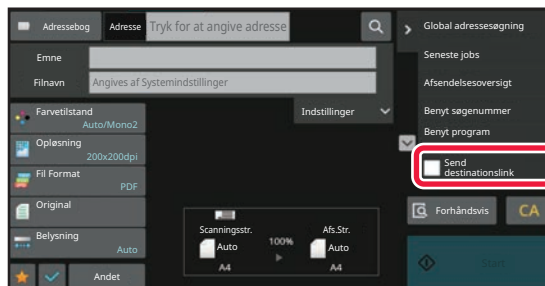 Adressebog
Adresse
Tryk for at angive adresse
Emne
Filnavn
Angives af Systemindstillinger
Indstillinger
Farvetilstand
Auto/Mono2
Opløsning
200x200dpi
Fil Format
PDF
Original
Belysning
Auto
Andet
Scanningsstr.
Auto
A4
100%
Afs.Str.
Auto
A4
Global adressesøgning
Seneste jobs
Afsendelsesoversigt
Benyt søgenummer
Benyt program
Send
destinationslink
Forhåndsvis
CA
Start